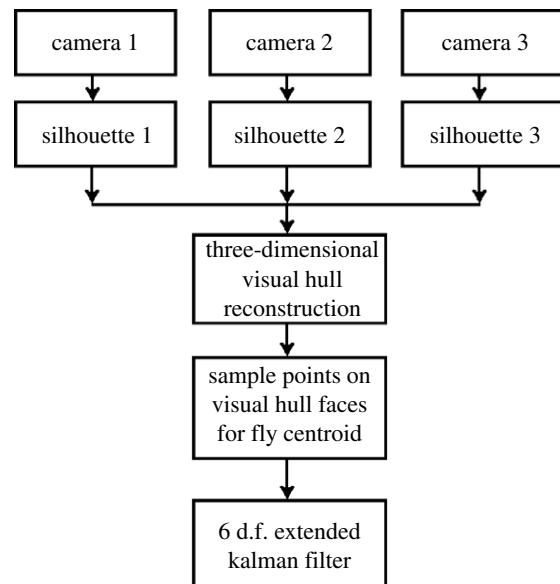 camera 1
camera 2
camera 3
silhouette 1
silhouette 2
silhouette 3
three-dimensional
visual hull
reconstruction
sample points on
visual hull faces
for fly centroid
6 d.f. extended
kalman filter